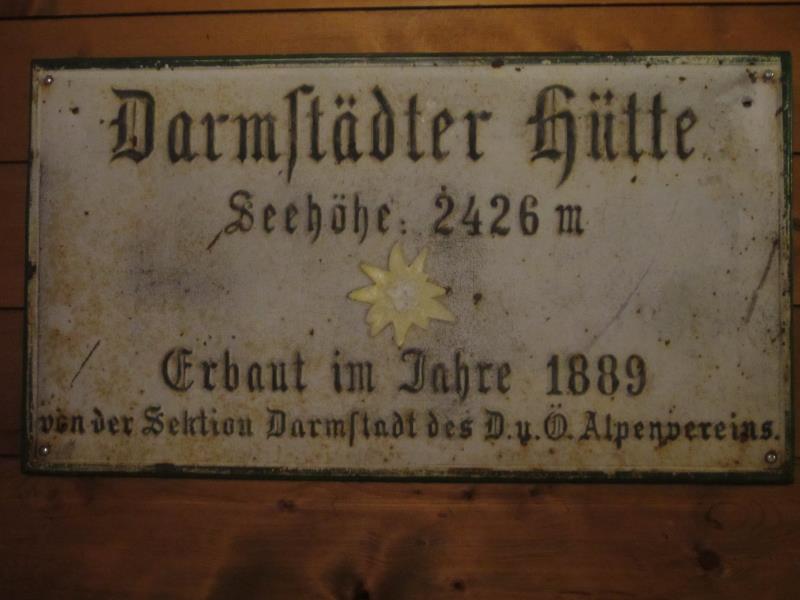 Darmſtädter Hütte
Seehöhe: 2426 m
Erbaut im Jahre 1889
von der Sektion Darmſtadt des D.u.Ö. Alpenvereins.